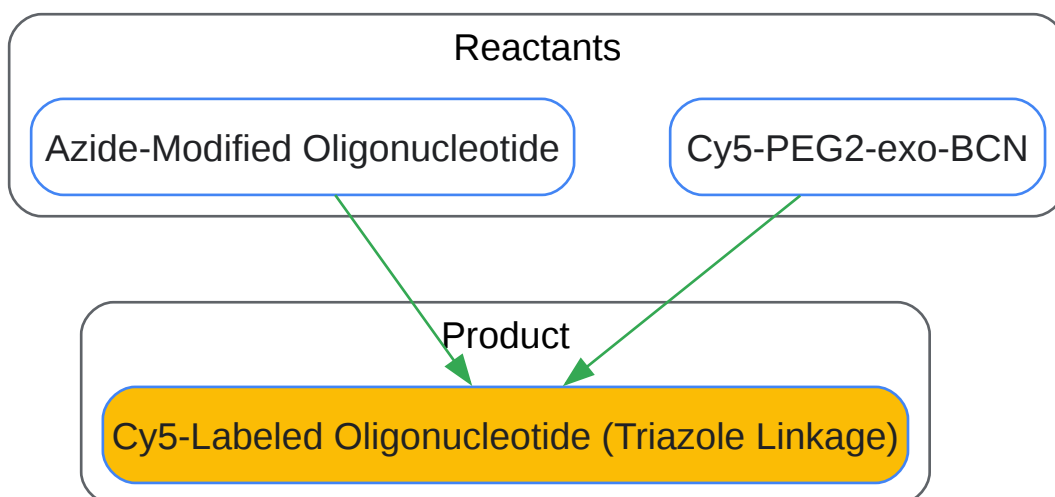 Reactants
Azide-Modified Oligonucleotide
Cy5-PEG2-exo-BCN
Product
Cy5-Labeled Oligonucleotide (Triazole Linkage)